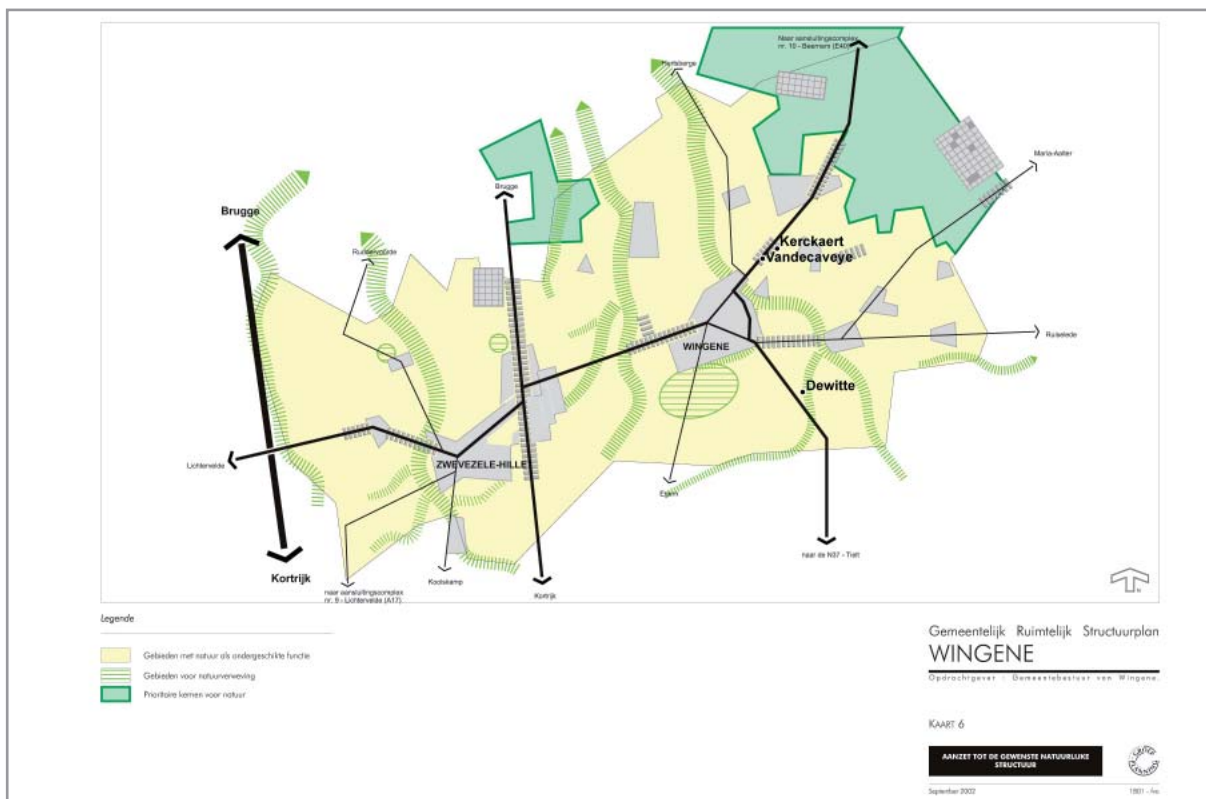 Naar aansluitingscomplex
nr. 10 - Beernem (E40)
Hertsberge
Maria-Aalter
Brugge
Brugge
Ruddervoorde
Kerckaert
Vandecaveye
Ruiselede
WINGENE
Dewitte
Lichtervelde
ZWEVEZELE-HILLE
Egem
naar de N37 - Tielt
Kortrijk
Koolskamp
Kortrijk
naar aansluitingscomplex
nr. 9 - Lichtervelde (A17)
Legende
Gebieden met natuur als ondergeschikte functie
Gebieden voor natuurverweving
Prioritaire kernen voor natuur
Gemeentelijk Ruimtelijk Structuurplan
WINGENE
Opdrachtgever : Gemeentebestuur van Wingene.
KAART 6
AANZET TOT DE GEWENSTE NATUURLIJKE
STRUCTUUR
September 2002